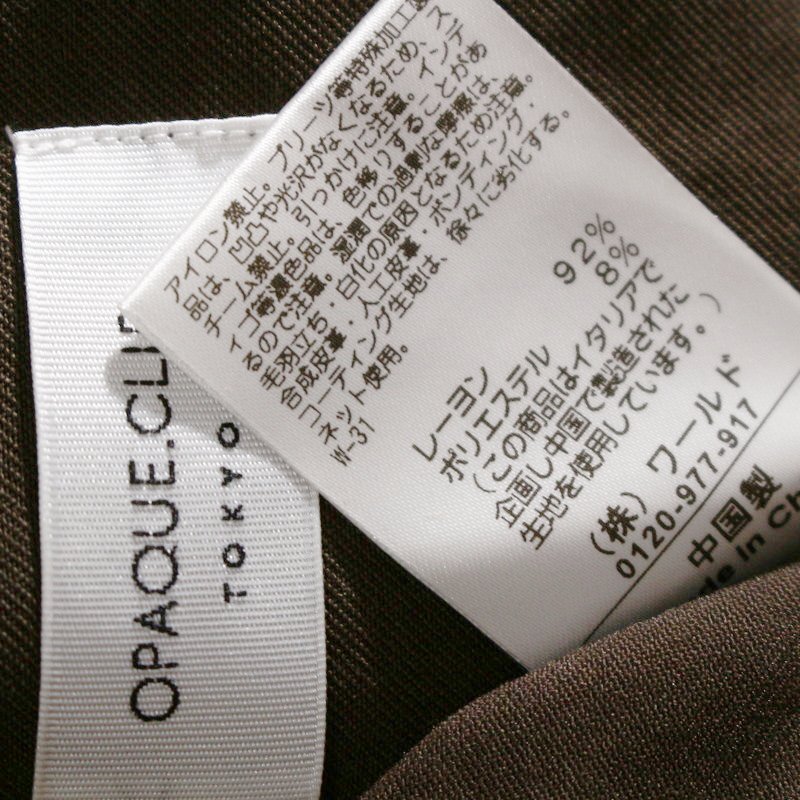 OPAQUE.CLI
TOKYO
アイロン禁止。プリーツ等特殊加工
品は、凹凸や光沢がなくなるため、ス
チーム禁止。引っかけに注意。インデ
ィゴ等濃色品は、色移りすることがあ
るので注意。湿潤での過剰な摩擦は、
毛羽立ち・白化の原因となるため注意。
合成皮革・人工皮革・ボンディング・
コーティング生地は、徐々に劣化する。
ネット使用。
W-31
レーヨン 92%
ポリエステル 8%
(この商品はイタリアで
企画し中国で製造された
生地を使用しています。)
(株)ワールド
0120-977-917
中国製
de in Ch